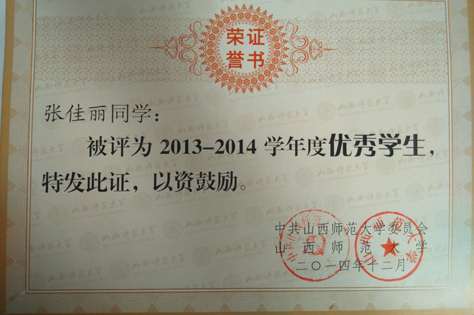 荣证
誉书
张佳丽同学：
被评为 2013-2014 学年度优秀学生，
特发此证，以资鼓励。
中共山西师范大学委员会
山西师范大学
二〇一四年十二月